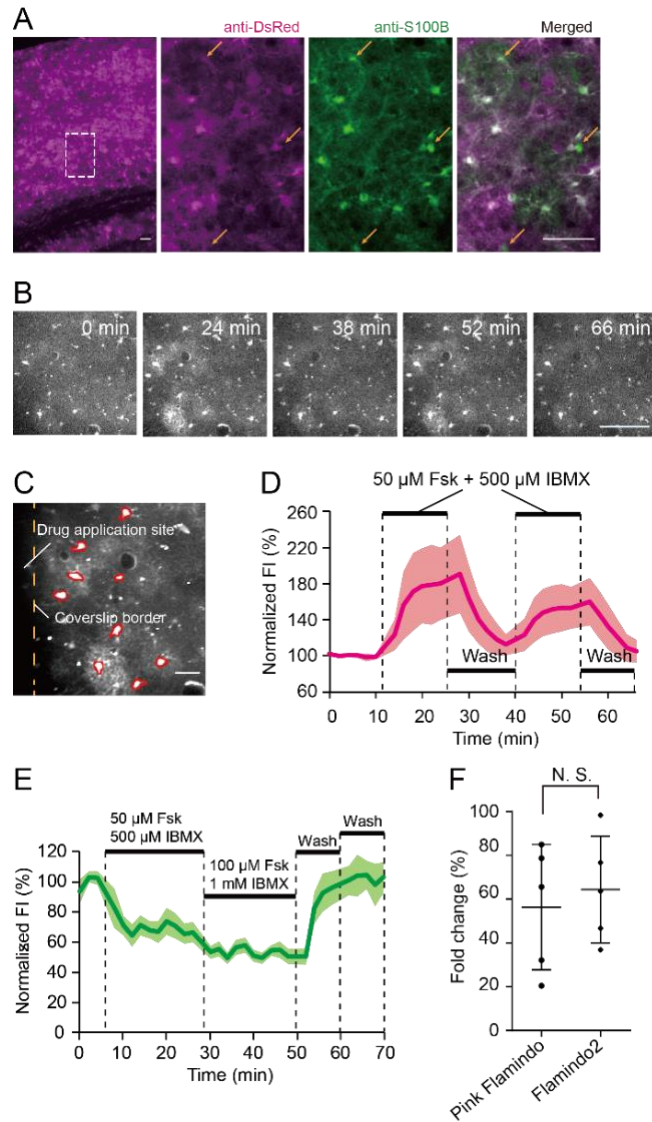 A
anti-DsRed
anti-S100B
Merged
B
0 min
24 min
38 min
52 min
66 min
C
Drug application site
Coverslip border
D
50 μM Fsk + 500 μM IBMX
260
220
180
140
100
60
Normalized FI (%)
Wash
Wash
0
10
20
30
40
50
60
Time (min)
E
50 μM Fsk
500 μM IBMX
100 μM Fsk
1 mM IBMX
Wash
Wash
120
100
80
60
40
20
0
Normalized FI (%)
0
10
20
30
40
50
60
70
Time (min)
F
N. S.
100
80
60
40
20
0
Fold change (%)
Pink Flamindo
Flamindo2